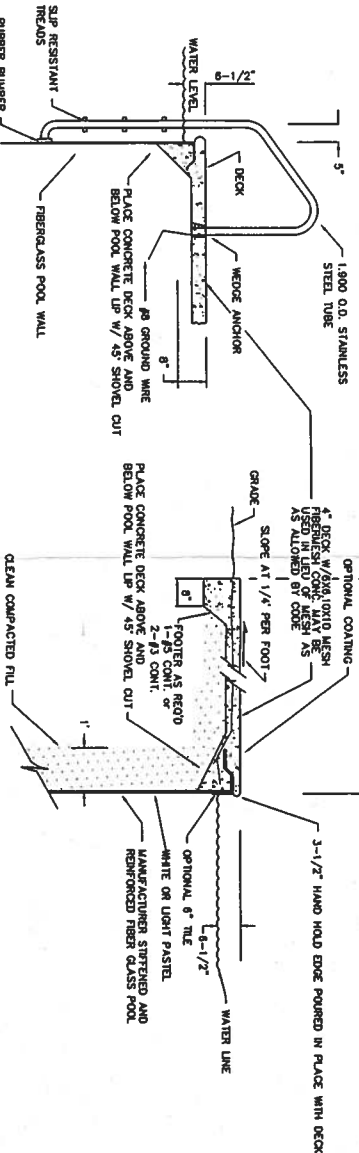 1.900 O.D. STAINLESS
STEEL TUBE
5"
6-1/2"
WATER LEVEL
DECK
WEDGE ANCHOR
SLIP RESISTANT
TREADS
RUBBER BUMPER
FIBERGLASS POOL WALL
#8 GROUND WIRE
PLACE CONCRETE DECK ABOVE AND
BELOW POOL WALL LIP W/ 45° SHOVEL CUT
8"
OPTIONAL COATING
4" DECK W/6X6,10X10 MESH
FIBERMESH CONC. MAY BE
USED IN LIEU OF MESH AS
AS ALLOWED BY CODE
SLOPE AT 1/4" PER FOOT
GRADE
8"
FOOTER AS REQ'D
1-#5 CONT. or
2-#3 CONT.
PLACE CONCRETE DECK ABOVE AND
BELOW POOL WALL LIP W/ 45° SHOVEL CUT
CLEAN COMPACTED FILL
1'
3-1/2" HAND HOLD EDGE POURED IN PLACE WITH DECK
6-1/2"
WATER LINE
OPTIONAL 6" TILE
WHITE OR LIGHT PASTEL
MANUFACTURER STIFFENED AND
REINFORCED FIBER GLASS POOL